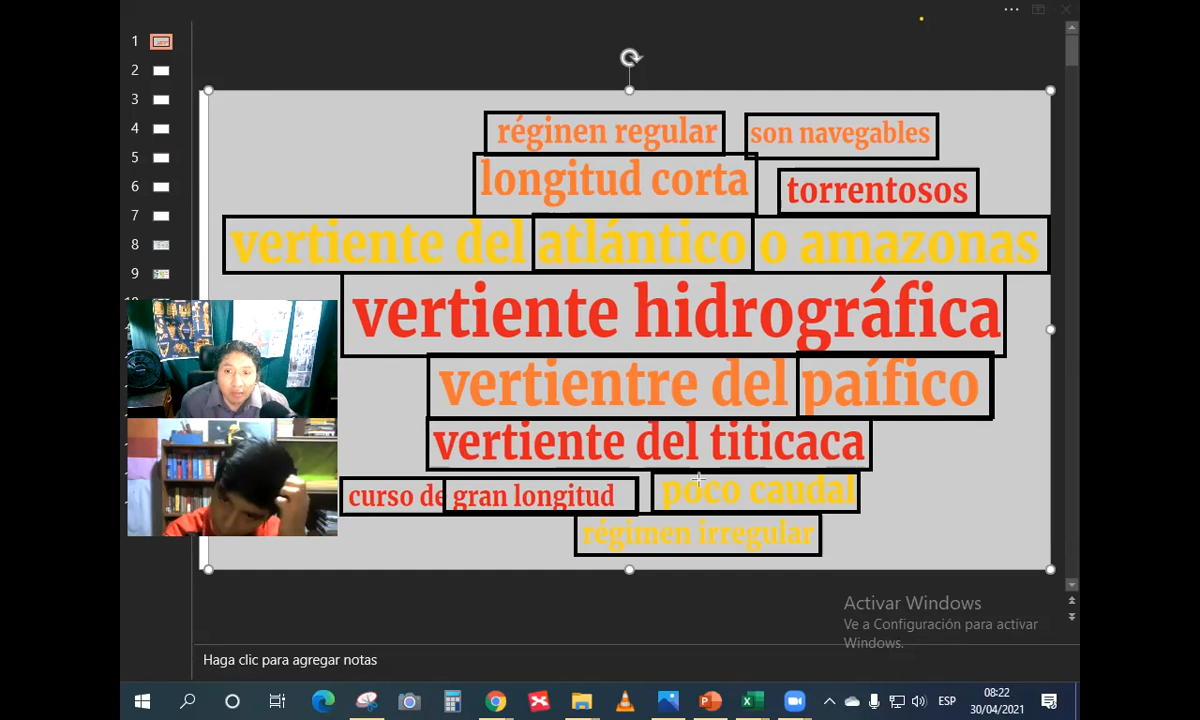 1
2
3
4
5
6
7
8
9
réginen regular son navegables
longitud corta torrentosos
vertiente del atlántico o amazonas
vertiente hidrográfica
vertientre del paífico
vertiente del titicaca
curso de gran longitud poco caudal
régimen irregular
Activar Windows
Ve a Configuración para activar
Windows.
Haga clic para agregar notas
ESP
08:22
30/04/2021